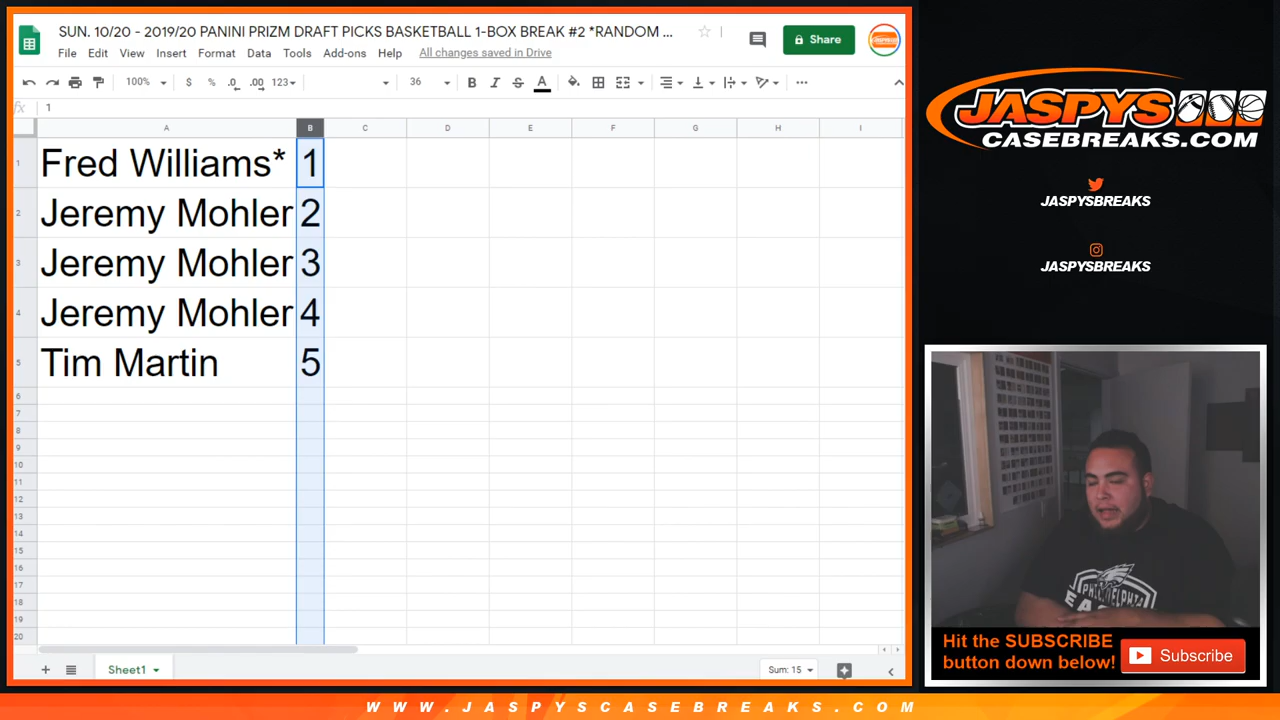 SUN. 10/20 - 2019/20 PANINI PRIZM DRAFT PICKS BASKETBALL 1-BOX BREAK #2 *RANDOM ...
Share
File Edit View Insert Format Data Tools Add-ons Help All changes saved in Drive
100% $ % .0 .00 123 36 B I S A
fx 1
A B C D E F G H I
1 Fred Williams* 1
2 Jeremy Mohler 2
3 Jeremy Mohler 3
4 Jeremy Mohler 4
5 Tim Martin 5
6
7
8
9
10
11
12
13
14
15
16
17
18
19
20
Sheet1
Sum: 15
JASPYS
CASEBREAKS.COM
JASPYSBREAKS
JASPYSBREAKS
PHILADELPHIA
Hit the SUBSCRIBE
button down below!
Subscribe
WWW.JASPYSCASEBREAKS.COM